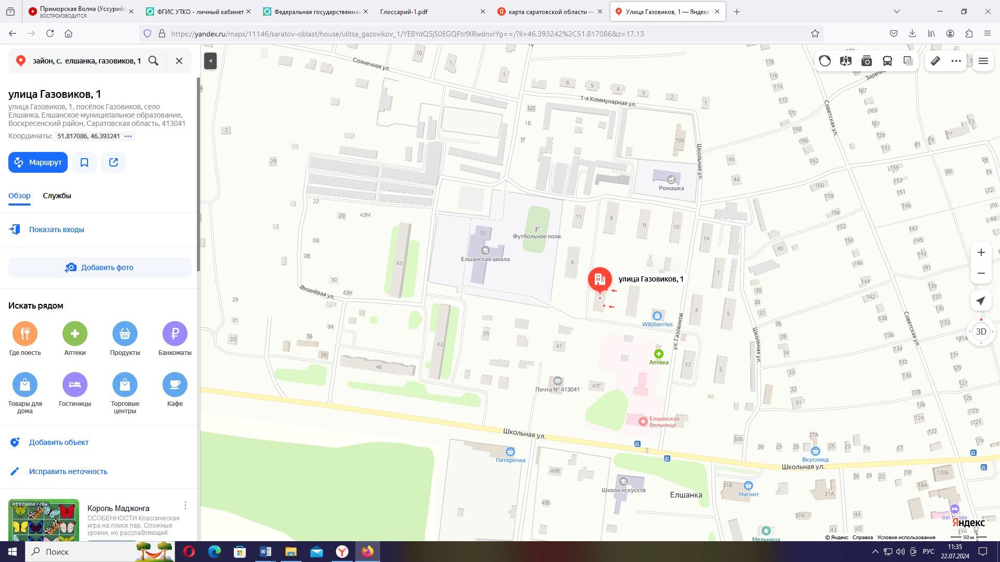 Приморская Волна (Уссурийс
ВОСПРОИЗВОДИТСЯ
ФГИС УТКО - личный кабинет
Федеральная государственная
Глоссарий-1.pdf
карта саратовской области —
Улица Газовиков, 1 — Яндекс
https://yandex.ru/maps/11146/saratov-oblast/house/ulitsa_gazovikov_1/YE8YdQ5jS0EGQFtrfXRwdnxrYg==/?ll=46.393242%2C51.817086&z=17.13
район, с. елшанка, газовиков, 1
улица Газовиков, 1
улица Газовиков, 1, посёлок Газовиков, село
Елшанка, Елшанское муниципальное образование,
Воскресенский район, Саратовская область, 413041
Координаты: 51.817086, 46.393241
Маршрут
Обзор
Службы
Показать входы
Добавить фото
Искать рядом
Где поесть
Аптеки
Продукты
Банкоматы
Товары для
дома
Гостиницы
Торговые
центры
Кафе
Добавить объект
Исправить неточность
РЕКЛАМА • 16+
Король Маджонга
ОСОБЕННОСТИ Классическая
игра на поиск пар. Сложные
уровни, но расслабляющий
Солнечная ул.
1-я Коммунарная ул.
Школьная ул.
Советская ул.
Ромашка
Футбольное поле
Елшанская школа
улица Газовиков, 1
Вишнёвая ул.
Wildberries
ул. Газовиков
Школьная ул.
Советская ул.
Аптека
Почта № 413041
Елшанская
больница
Школьная ул.
Пятёрочка
Вкусноед
Школьная ул.
Школа искусств
Елшанка
Магнит
Мельница
10
1
1
6
5
4
3
2
1
6Д
1Б
1Г
10Б
2
29
22
20
43М
24
28
30
43Н
43
50
11
8
9
10
14
6
7
4
5
12
3
29
31
33
34
36
38
46
42
55
47
47Г
49В
49Б
45
44
40
39
38
37
36
35
34
33
32
31
30Б
30
29
28
27А
25
23
19
17
26
24
22
18
18А
120Б
31В
31А
37А
44
43
42
116
178
176
174
172
170
168
166
162
160
158
156
152
150
146
144
142
138
136
134
132
130
128
126
124
122
119
167
163
161
159
157
155
153
151
149
147
145
143
141
139
137
135
133
131А
131
129
127
125
123
121
81
79
77
73
76
74
80
72
70
68
3D
Яндекс
© Яндекс Справка Условия использования
50 м
Поиск
РУС
11:35
22.07.2024